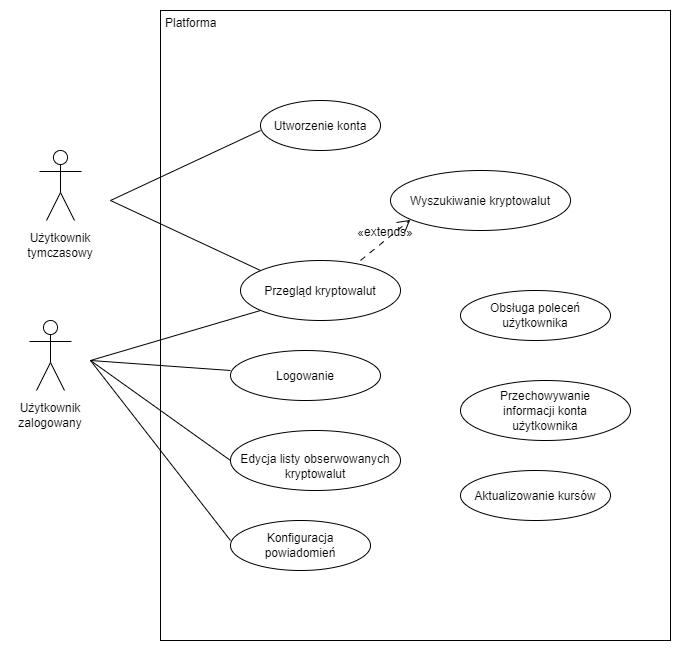 Platforma
Utworzenie konta
Użytkownik
tymczasowy
Wyszukiwanie kryptowalut
«extends»
Przegląd kryptowalut
Obsługa poleceń
użytkownika
Użytkownik
zalogowany
Logowanie
Przechowywanie
informacji konta
użytkownika
Edycja listy obserwowanych
kryptowalut
Aktualizowanie kursów
Konfiguracja
powiadomień